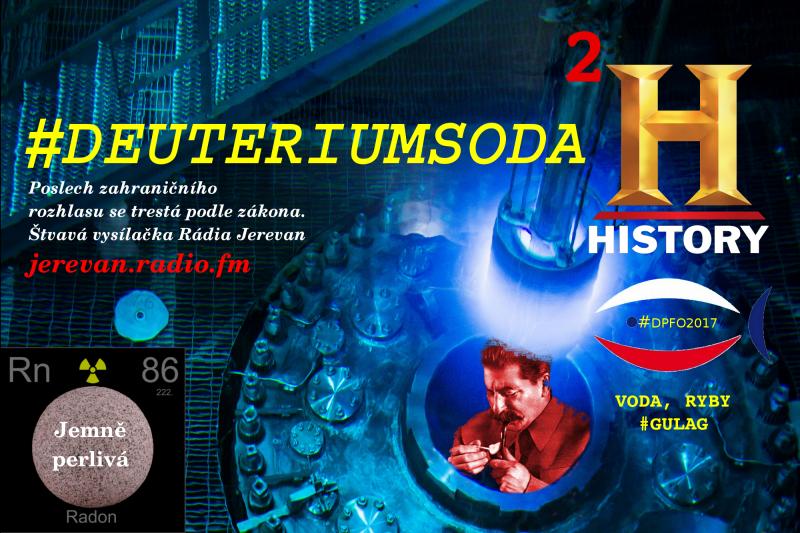 2
H
HISTORY
#DEUTERIUMSODA
Poslech zahraničního
rozhlasu se trestá podle zákona.
Štvavá vysílačka Rádia Jerevan
jerevan.radio.fm
#DPFO2017
VODA, RYBY
#GULAG
Rn 86
222.
Jemně
perlivá
Radon